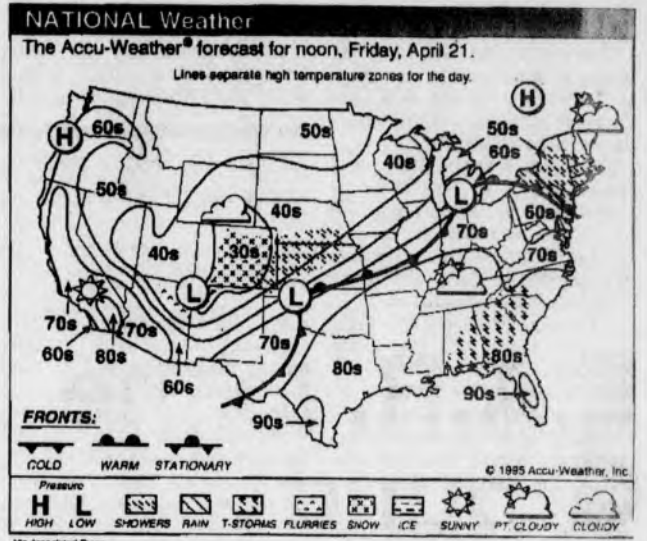 NATIONAL Weather
The Accu-Weather® forecast for noon, Friday, April 21.
Lines separate high temperature zones for the day.
H
H
60s
50s
50s
40s
60s
50s
40s
L
40s
30s
60s
70s
70s
L
L
70s
70s
60s
80s
70s
60s
80s
80s
90s
90s
FRONTS:
COLD WARM STATIONARY
© 1995 Accu-Weather, Inc
Pressure
H L
HIGH LOW SHOWERS RAIN T-STORMS FLURRIES SNOW ICE SUNNY PT. CLOUDY CLOUDY